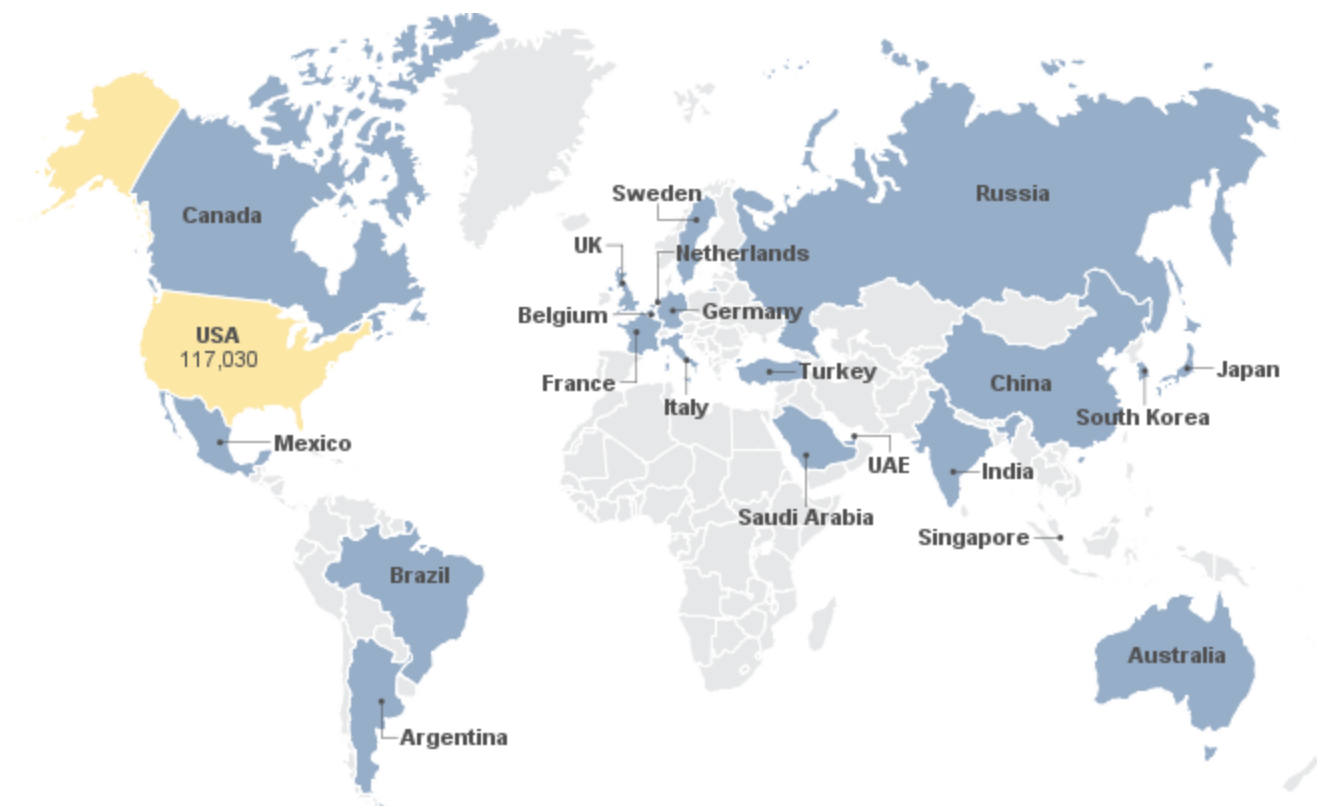 Sweden
Russia
Canada
UK
Netherlands
Belgium
Germany
USA
117,030
France
Turkey
China
Japan
Italy
South Korea
Mexico
UAE
India
Saudi Arabia
Singapore
Brazil
Australia
Argentina